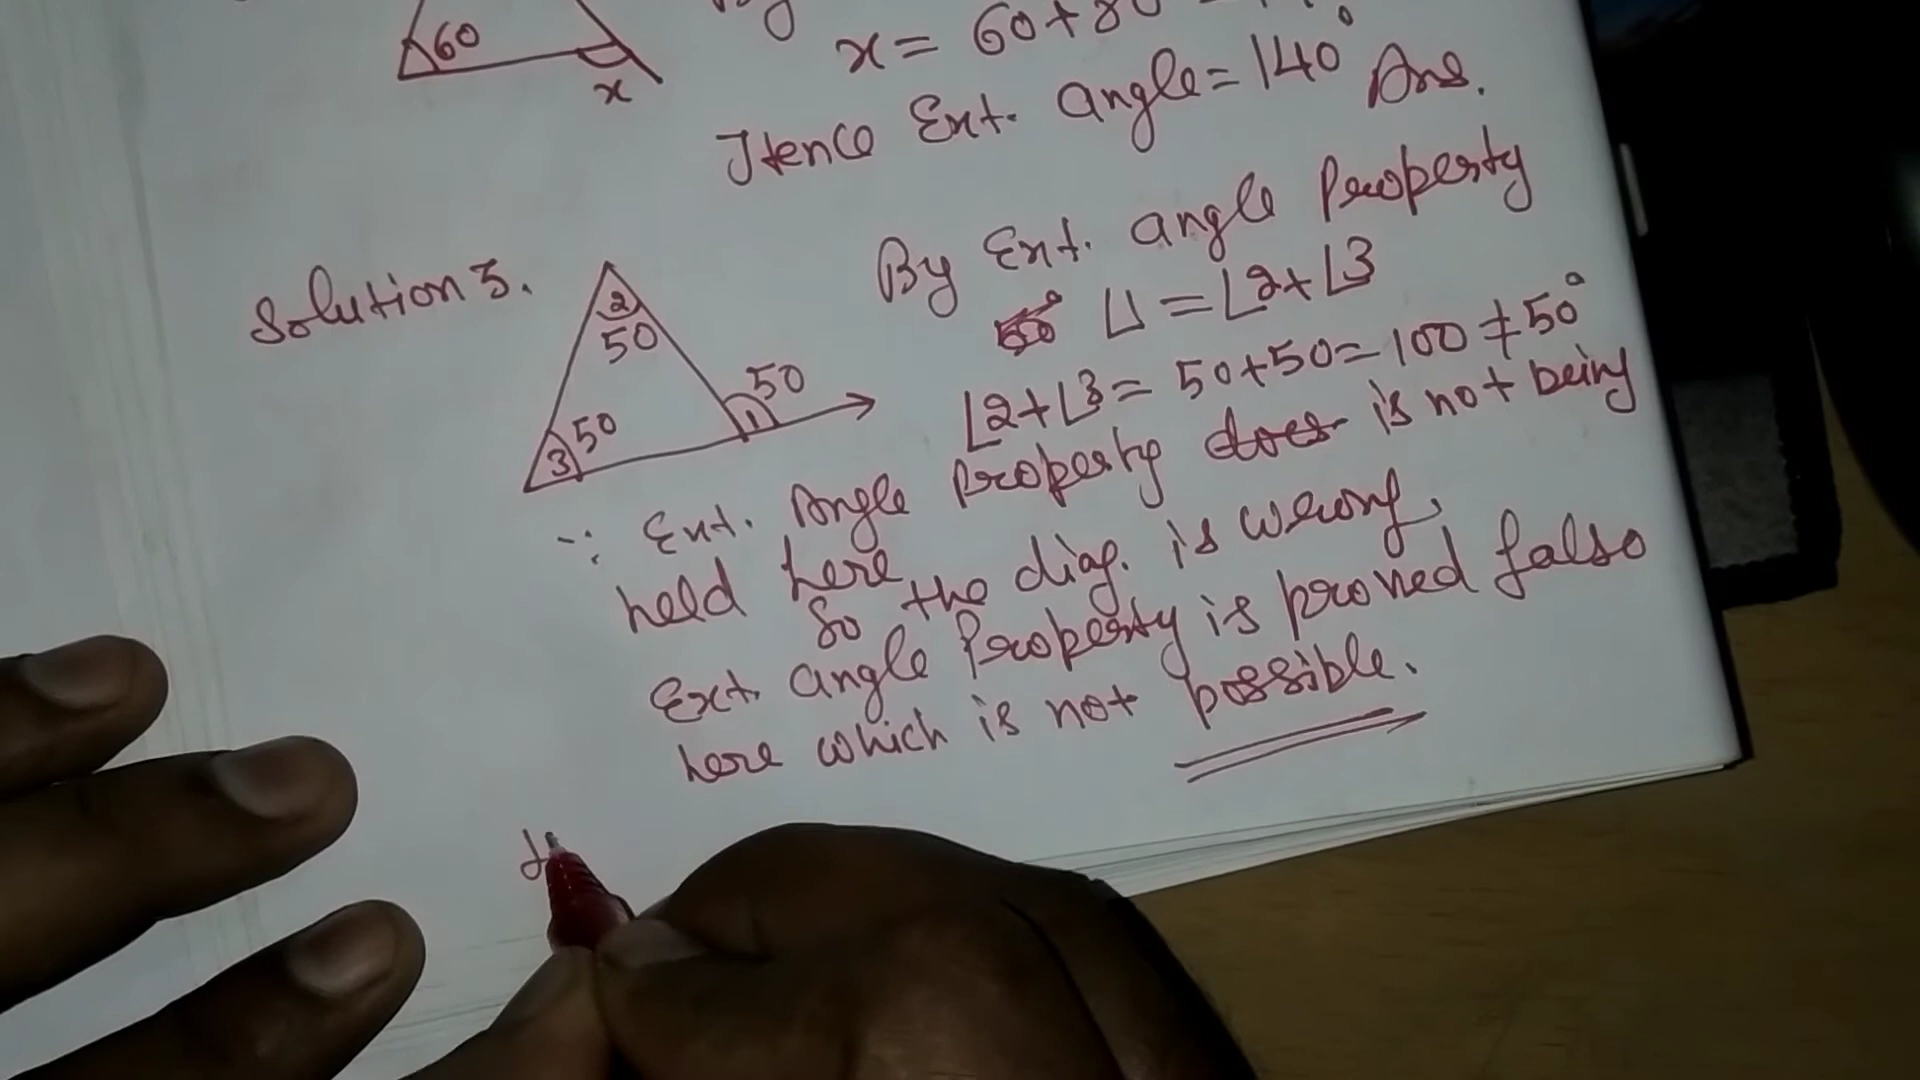 60
x
x = 60+80
Hence Ext. angle = 140° Ans.
Solution 3.
2
50
50
3
50
1
By Ext. angle Property
∠1 = ∠2+∠3
∠2+∠3 = 50+50 = 100 ≠ 50°
∵ Ext. Angle Property does is not being
held here
So the diag. is wrong,
Ext. angle Property is proved false
here which is not possible.